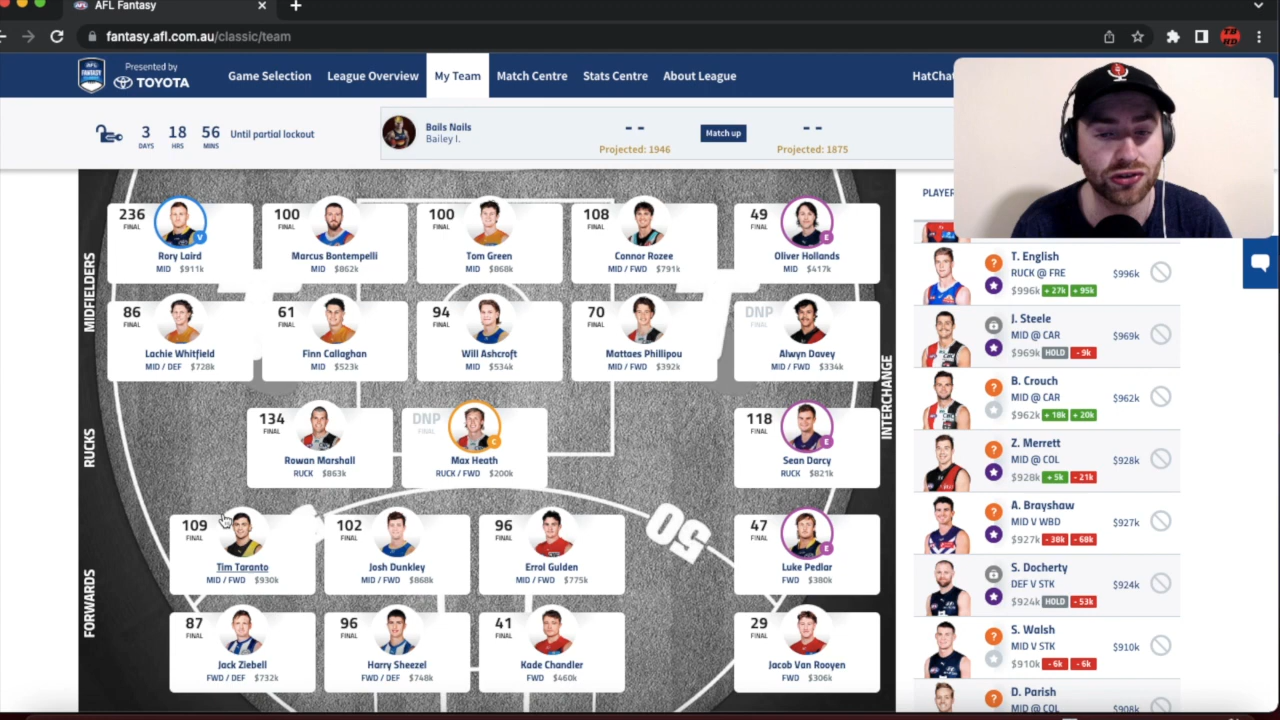 AFL Fantasy
fantasy.afl.com.au/classic/team
AFL FANTASY CLASSIC
Presented by
TOYOTA
Game Selection League Overview My Team Match Centre Stats Centre About League HatChat
3 DAYS 18 HRS 56 MINS Until partial lockout
Bails Nails
Bailey I.
-- Projected: 1946
Match up
-- Projected: 1875
MIDFIELDERS
236 FINAL V
Rory Laird
MID $911k
100 FINAL
Marcus Bontempelli
MID $862k
100 FINAL
Tom Green
MID $868k
108 FINAL
Connor Rozee
MID / FWD $791k
49 FINAL E
Oliver Hollands
MID $417k
86 FINAL
Lachie Whitfield
MID / DEF $728k
61 FINAL
Finn Callaghan
MID $523k
94 FINAL
Will Ashcroft
MID $534k
70 FINAL
Mattaes Phillipou
MID / FWD $392k
DNP FINAL
Alwyn Davey
MID / FWD $334k
INTERCHANGE
RUCKS
134 FINAL
Rowan Marshall
RUCK $863k
DNP FINAL C
Max Heath
RUCK / FWD $200k
118 FINAL E
Sean Darcy
RUCK $821k
50
FORWARDS
109 FINAL
Tim Taranto
MID / FWD $930k
102 FINAL
Josh Dunkley
MID / FWD $868k
96 FINAL
Errol Gulden
MID / FWD $775k
47 FINAL E
Luke Pedlar
FWD $380k
87 FINAL
Jack Ziebell
FWD / DEF $732k
96 FINAL
Harry Sheezel
FWD / DEF $748k
41 FINAL
Kade Chandler
FWD $460k
29 FINAL
Jacob Van Rooyen
FWD $306k
PLAYER
T. English
RUCK @ FRE $996k
$996k + 27k + 95k
J. Steele
MID @ CAR $969k
$969k HOLD - 9k
B. Crouch
MID @ CAR $962k
$962k + 18k + 20k
Z. Merrett
MID @ COL $928k
$928k + 5k - 21k
A. Brayshaw
MID V WBD $927k
$927k - 38k - 68k
S. Docherty
DEF V STK $924k
$924k HOLD - 53k
S. Walsh
MID V STK $910k
$910k - 6k - 6k
D. Parish
MID @ COL $908k